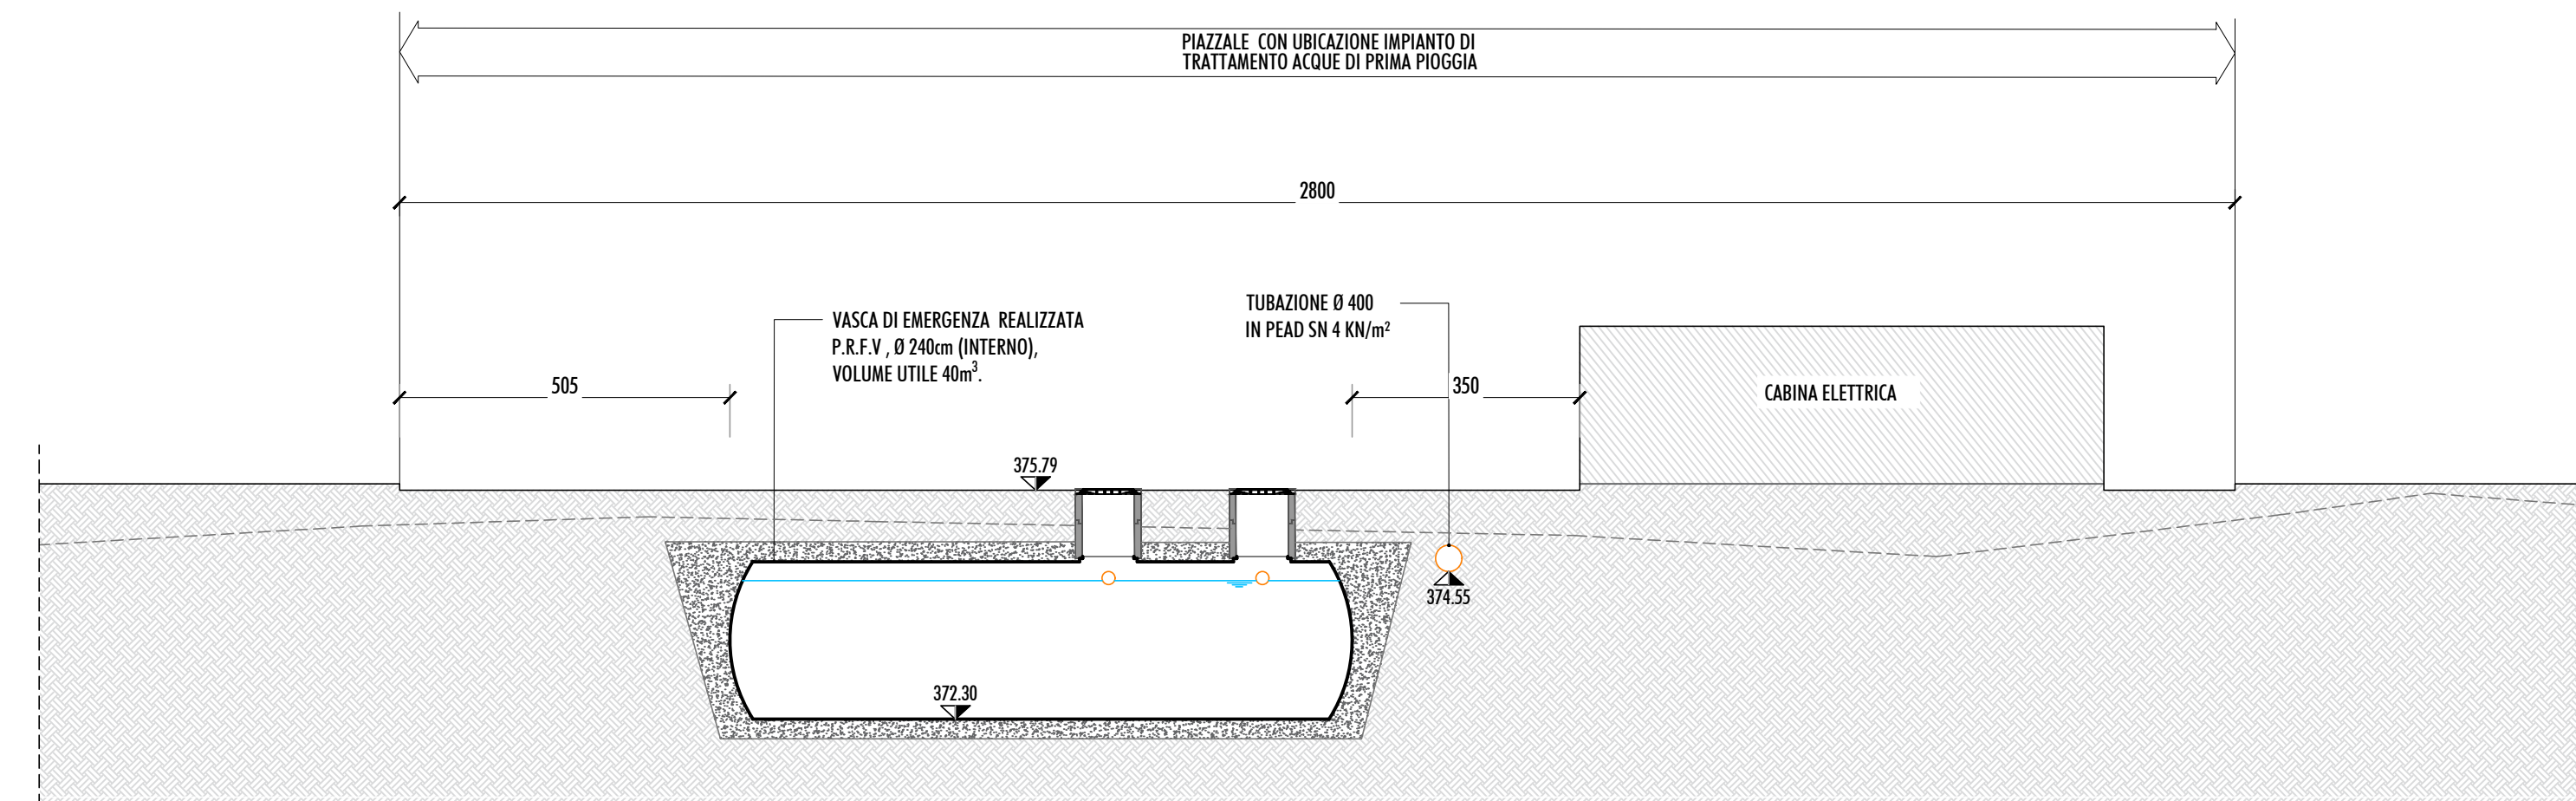 PIAZZALE CON UBICAZIONE IMPIANTO DI
TRATTAMENTO ACQUE DI PRIMA PIOGGIA
2800
VASCA DI EMERGENZA REALIZZATA
P.R.F.V , Ø 240cm (INTERNO),
VOLUME UTILE 40m³.
TUBAZIONE Ø 400
IN PEAD SN 4 KN/m²
505
350
CABINA ELETTRICA
375.79
374.55
372.30